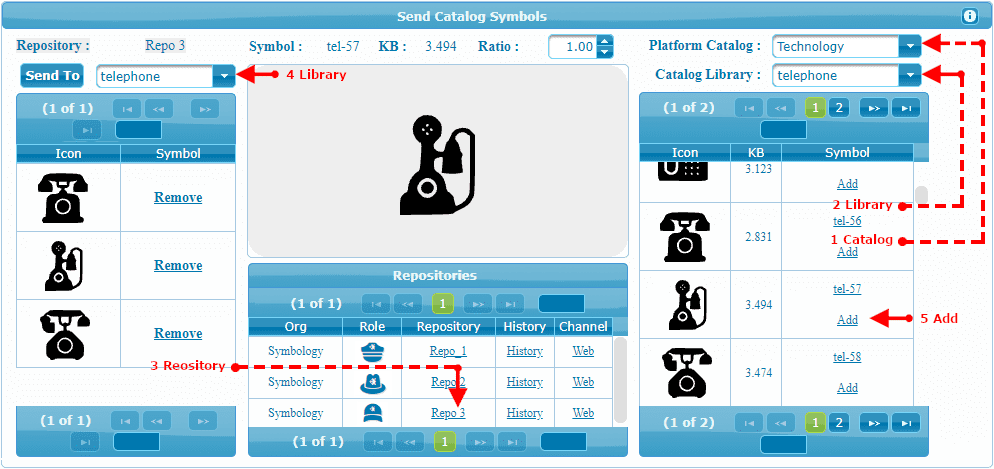 Send Catalog Symbols
Repository : Repo 3
Symbol : tel-57 KB : 3.494 Ratio : 1.00
Platform Catalog : Technology
Catalog Library : telephone
Send To telephone
4 Library
(1 of 1)
Icon Symbol
Remove
Remove
Remove
(1 of 1)
Repositories
(1 of 1) 1
Org Role Repository History Channel
Symbology Repo_1 History Web
3 Reository
Symbology Repo 2 History Web
Symbology Repo 3 History Web
(1 of 1) 1
(1 of 2) 1 2
Icon KB Symbol
3.123
Add
2 Library
tel-56
2.831
1 Catalog
Add
tel-57
3.494
Add
5 Add
tel-58
3.474
Add
(1 of 2) 1 2